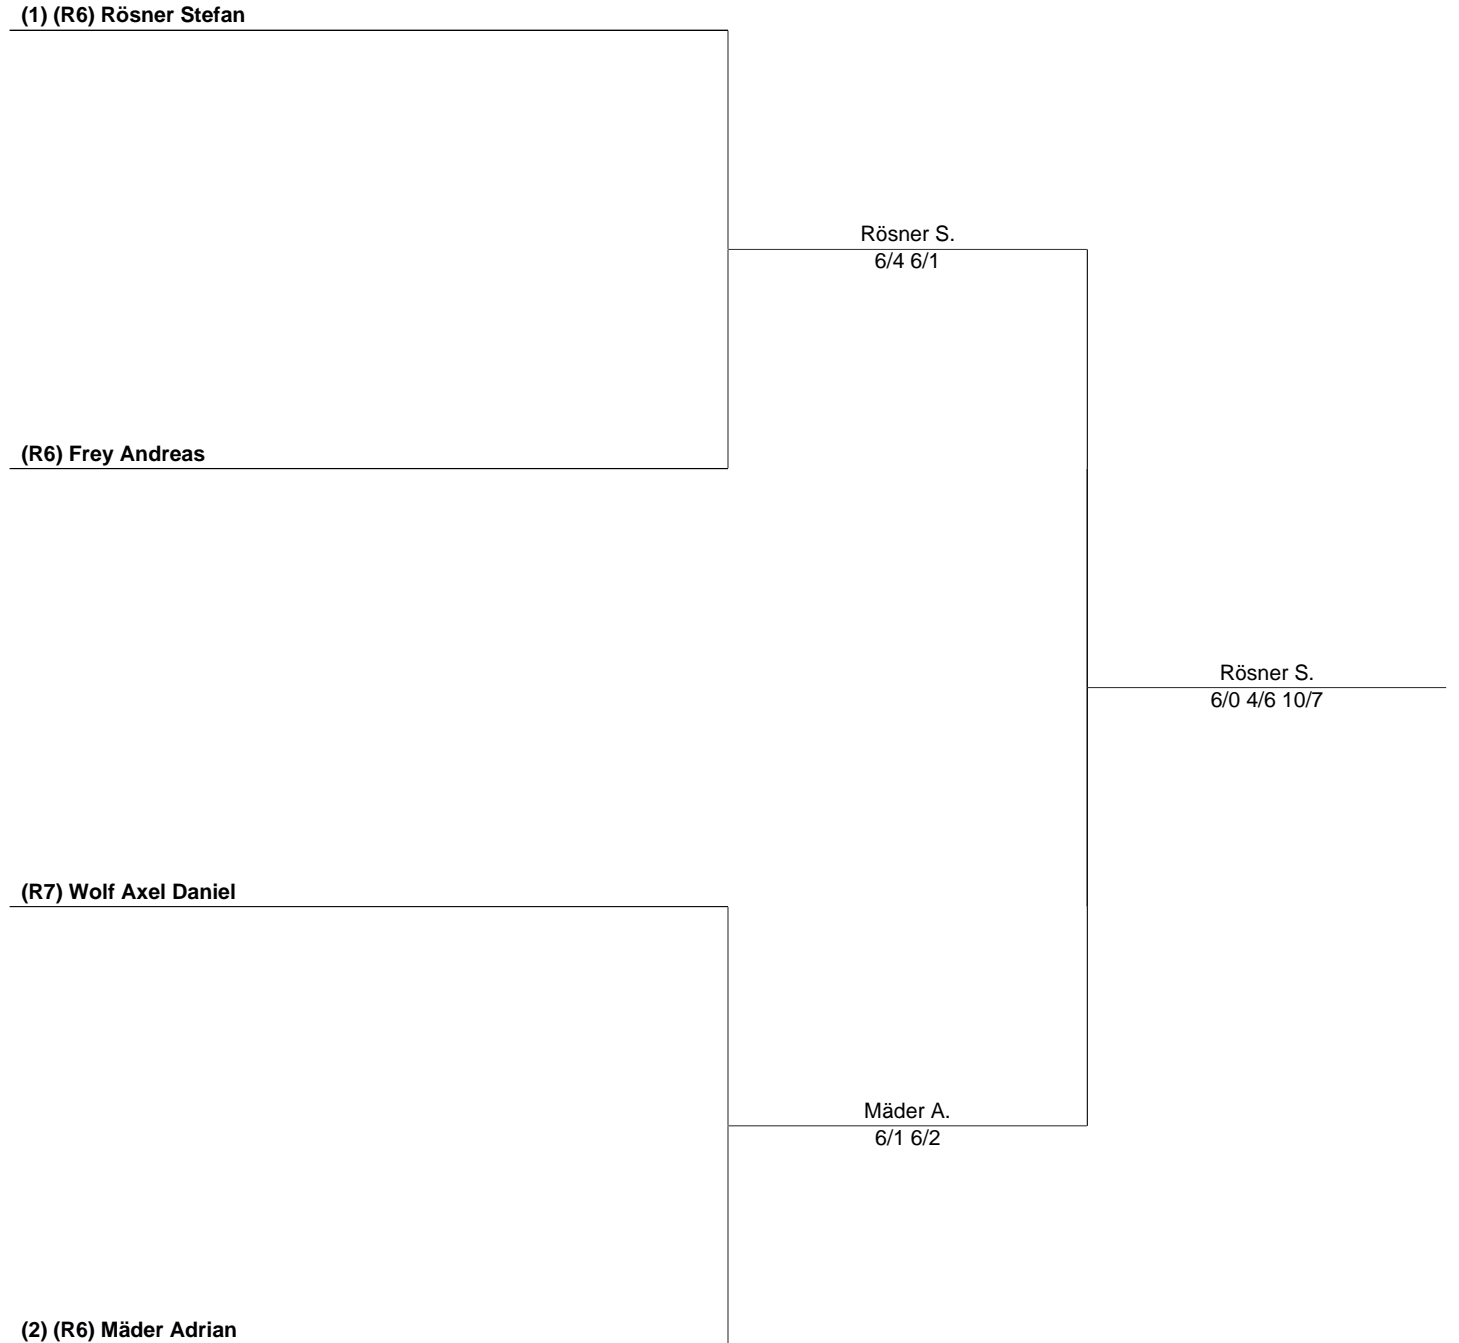 (1) (R6) Rösner Stefan
Rösner S.
6/4 6/1
(R6) Frey Andreas
Rösner S.
6/0 4/6 10/7
(R7) Wolf Axel Daniel
Mäder A.
6/1 6/2
(2) (R6) Mäder Adrian